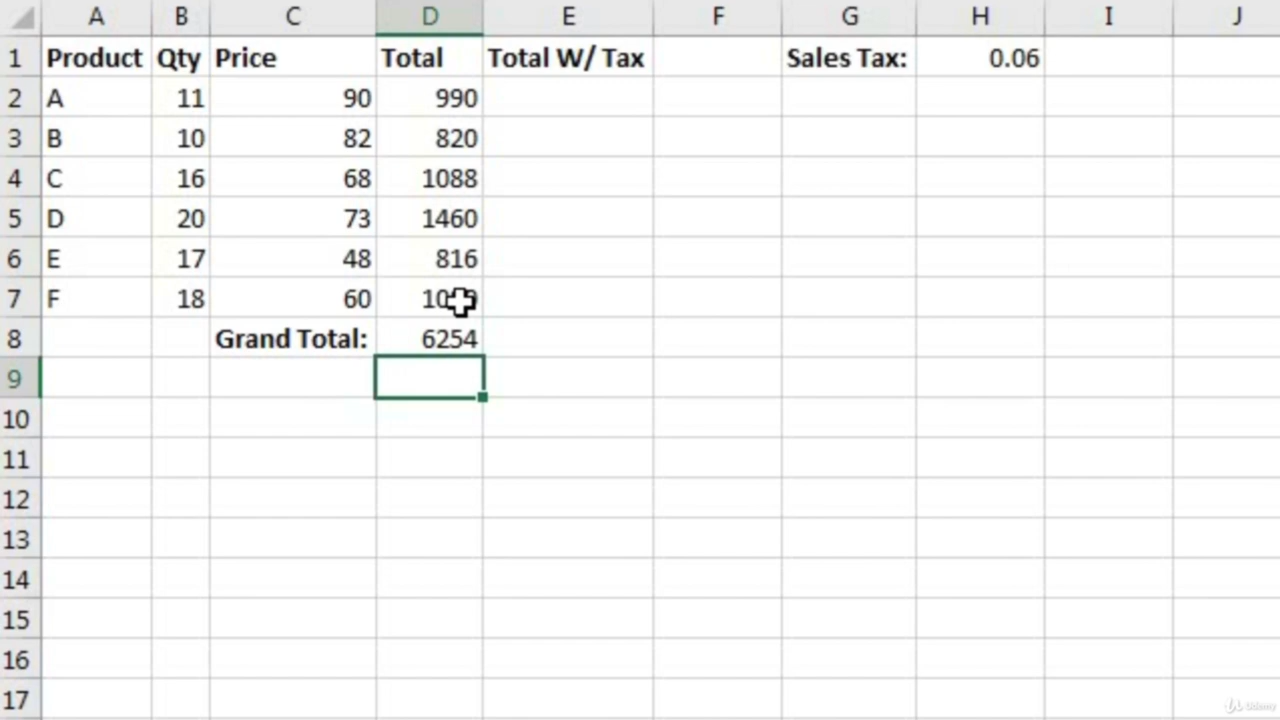 A B C D E F G H I J
1 Product Qty Price Total Total W/ Tax Sales Tax: 0.06
2 A 11 90 990
3 B 10 82 820
4 C 16 68 1088
5 D 20 73 1460
6 E 17 48 816
7 F 18 60
8 Grand Total: 6254
9
10
11
12
13
14
15
16
17
Udemy